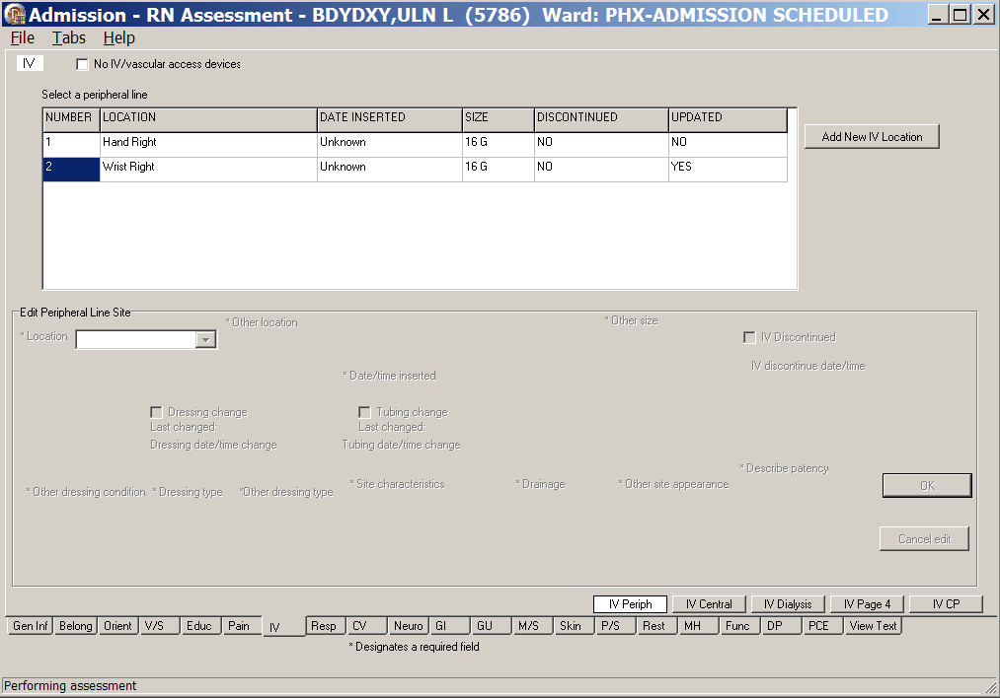 Admission - RN Assessment - BDYDXY,ULN L (5786) Ward: PHX-ADMISSION SCHEDULED
File Tabs Help
IV No IV/vascular access devices
Select a peripheral line
NUMBER LOCATION DATE INSERTED SIZE DISCONTINUED UPDATED
1 Hand Right Unknown 16 G NO NO
2 Wrist Right Unknown 16 G NO YES
Add New IV Location
Edit Peripheral Line Site
* Location * Other location * Other size
IV Discontinued
IV discontinue date/time
* Date/time inserted
Dressing change Tubing change
Last changed: Last changed:
Dressing date/time change Tubing date/time change
* Describe patency
* Other dressing condition * Dressing type *Other dressing type * Site characteristics * Drainage * Other site appearance
OK
Cancel edit
IV Periph IV Central IV Dialysis IV Page 4 IV CP
Gen Inf Belong Orient V/S Educ Pain IV Resp CV Neuro GI GU M/S Skin P/S Rest MH Func DP PCE View Text
* Designates a required field
Performing assessment